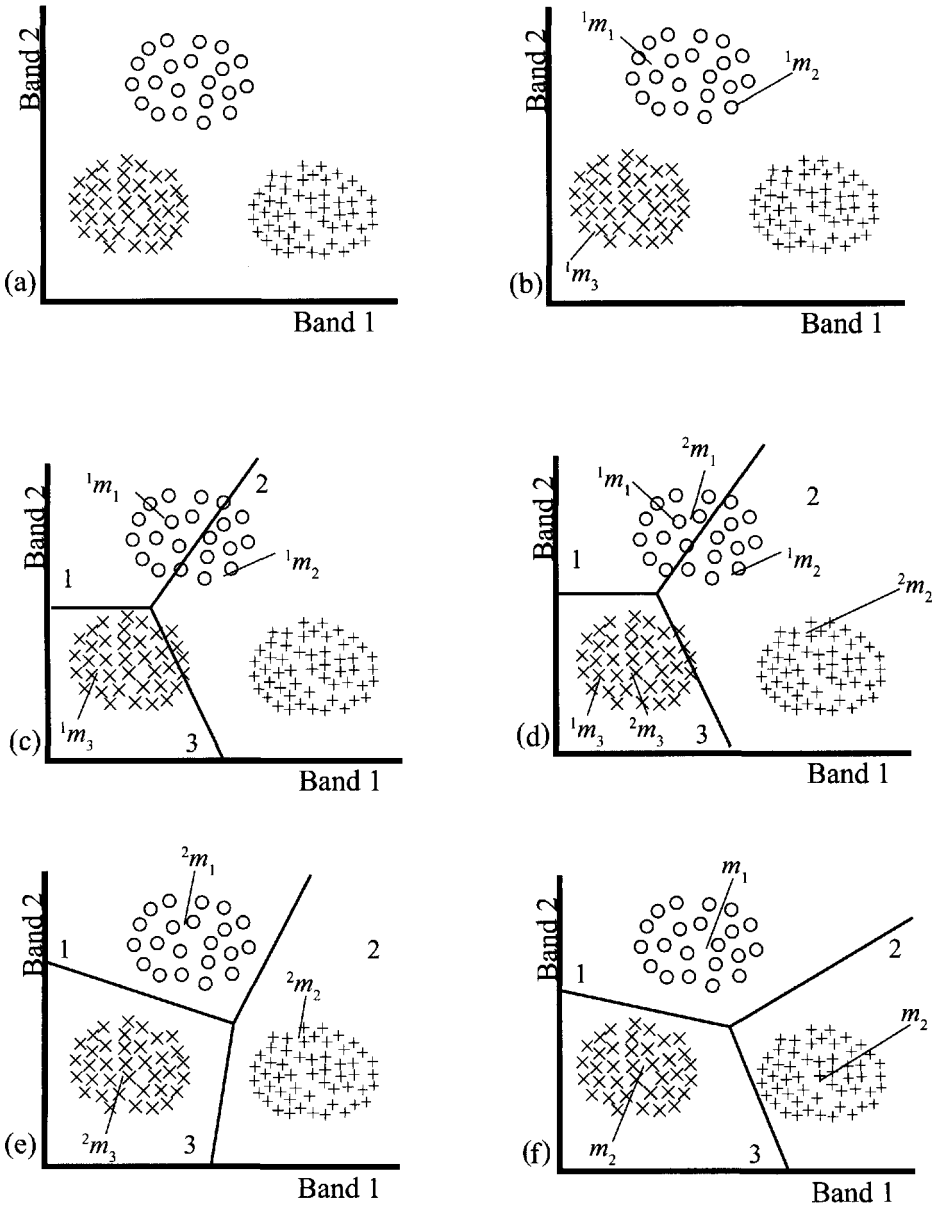 Band 2
(a)
Band 1
Band 2
¹m₁
¹m₂
¹m₃
(b)
Band 1
Band 2
¹m₁
2
¹m₂
1
¹m₃
3
(c)
Band 1
Band 2
²m₁
¹m₁
2
¹m₂
1
²m₂
¹m₃
²m₃
3
(d)
Band 1
Band 2
²m₁
1
2
²m₂
²m₃
3
(e)
Band 1
Band 2
m₁
2
1
m₂
m₂
3
(f)
Band 1